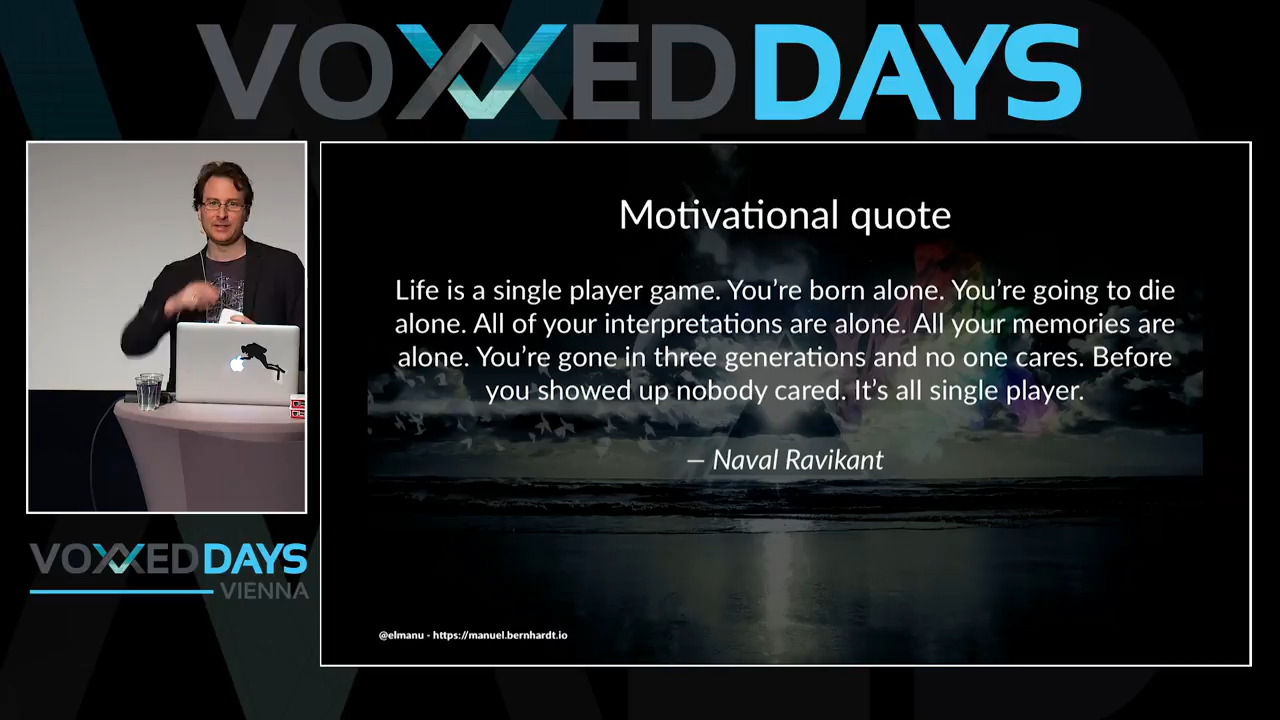 VOXXED DAYS
Motivational quote
Life is a single player game. You're born alone. You're going to die
alone. All of your interpretations are alone. All your memories are
alone. You're gone in three generations and no one cares. Before
you showed up nobody cared. It's all single player.
— Naval Ravikant
VOXXED DAYS
VIENNA
@elmanu - https://manuel.bernhardt.io